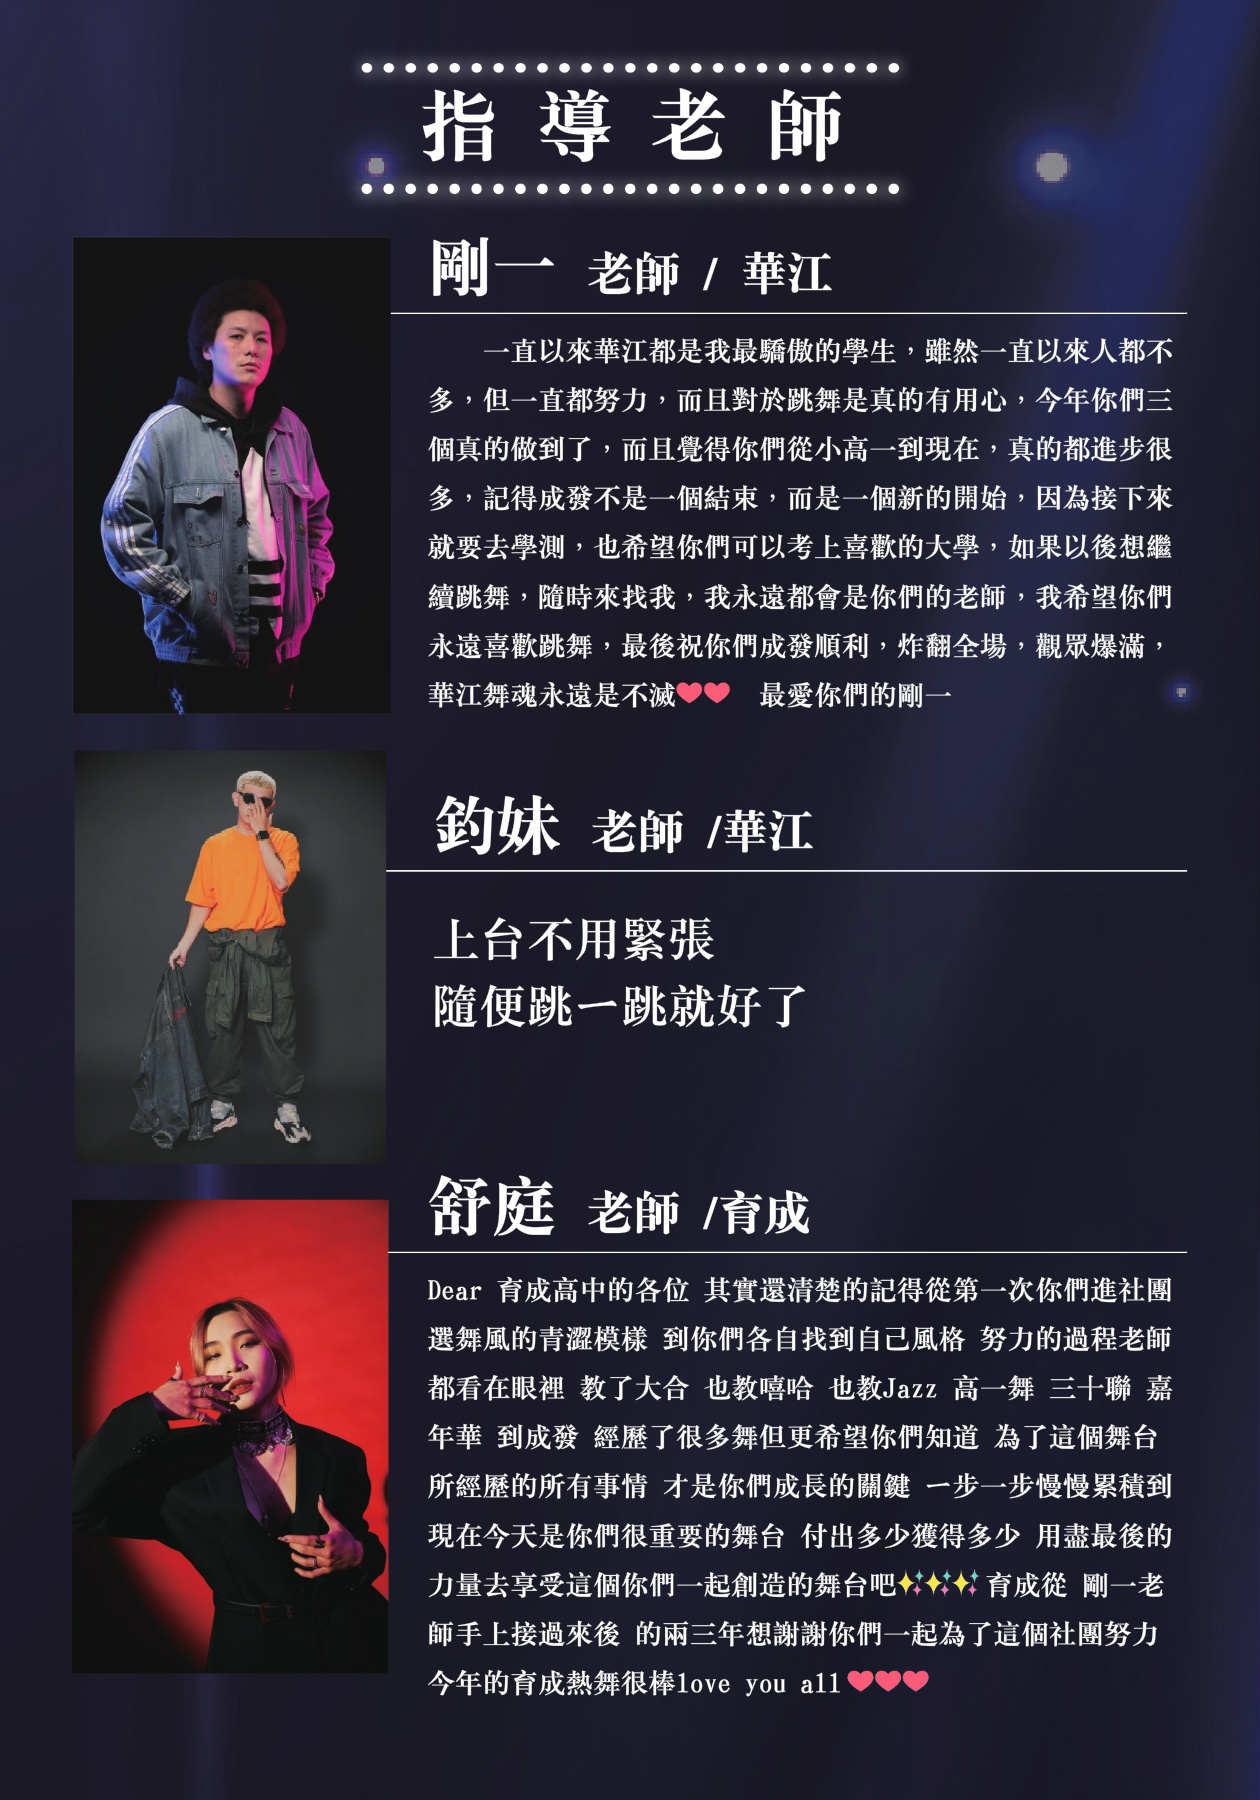 指導老師
剛一 老師 / 華江
一直以來華江都是我最驕傲的學生，雖然一直以來人都不
多，但一直都努力，而且對於跳舞是真的有用心，今年你們三
個真的做到了，而且覺得你們從小高一到現在，真的都進步很
多，記得成發不是一個結束，而是一個新的開始，因為接下來
就要去學測，也希望你們可以考上喜歡的大學，如果以後想繼
續跳舞，隨時來找我，我永遠都會是你們的老師，我希望你們
永遠喜歡跳舞，最後祝你們成發順利，炸翻全場，觀眾爆滿，
華江舞魂永遠是不滅❤❤ 最愛你們的剛一
鈞妹 老師 /華江
上台不用緊張
隨便跳一跳就好了
舒庭 老師 /育成
Dear 育成高中的各位 其實還清楚的記得從第一次你們進社團
選舞風的青澀模樣 到你們各自找到自己風格 努力的過程老師
都看在眼裡 教了大合 也教嘻哈 也教Jazz 高一舞 三十聯 嘉
年華 到成發 經歷了很多舞但更希望你們知道 為了這個舞台
所經歷的所有事情 才是你們成長的關鍵 一步一步慢慢累積到
現在今天是你們很重要的舞台 付出多少獲得多少 用盡最後的
力量去享受這個你們一起創造的舞台吧✨✨✨育成從 剛一老
師手上接過來後 的兩三年想謝謝你們一起為了這個社團努力
今年的育成熱舞很棒love you all❤❤❤